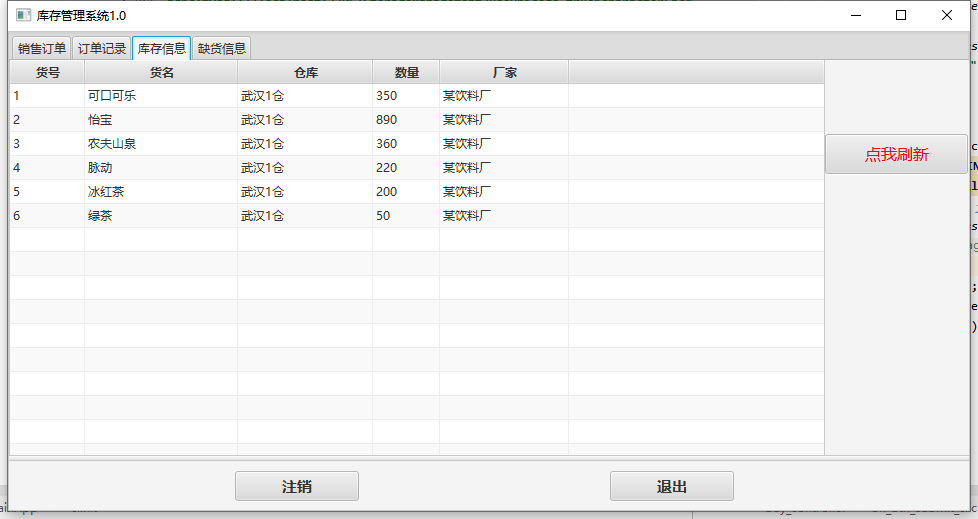 库存管理系统1.0
销售订单 订单记录 库存信息 缺货信息
货号 货名 仓库 数量 厂家
1 可口可乐 武汉1仓 350 某饮料厂
2 怡宝 武汉1仓 890 某饮料厂
3 农夫山泉 武汉1仓 360 某饮料厂
4 脉动 武汉1仓 220 某饮料厂
5 冰红茶 武汉1仓 200 某饮料厂
6 绿茶 武汉1仓 50 某饮料厂
点我刷新
注销 退出